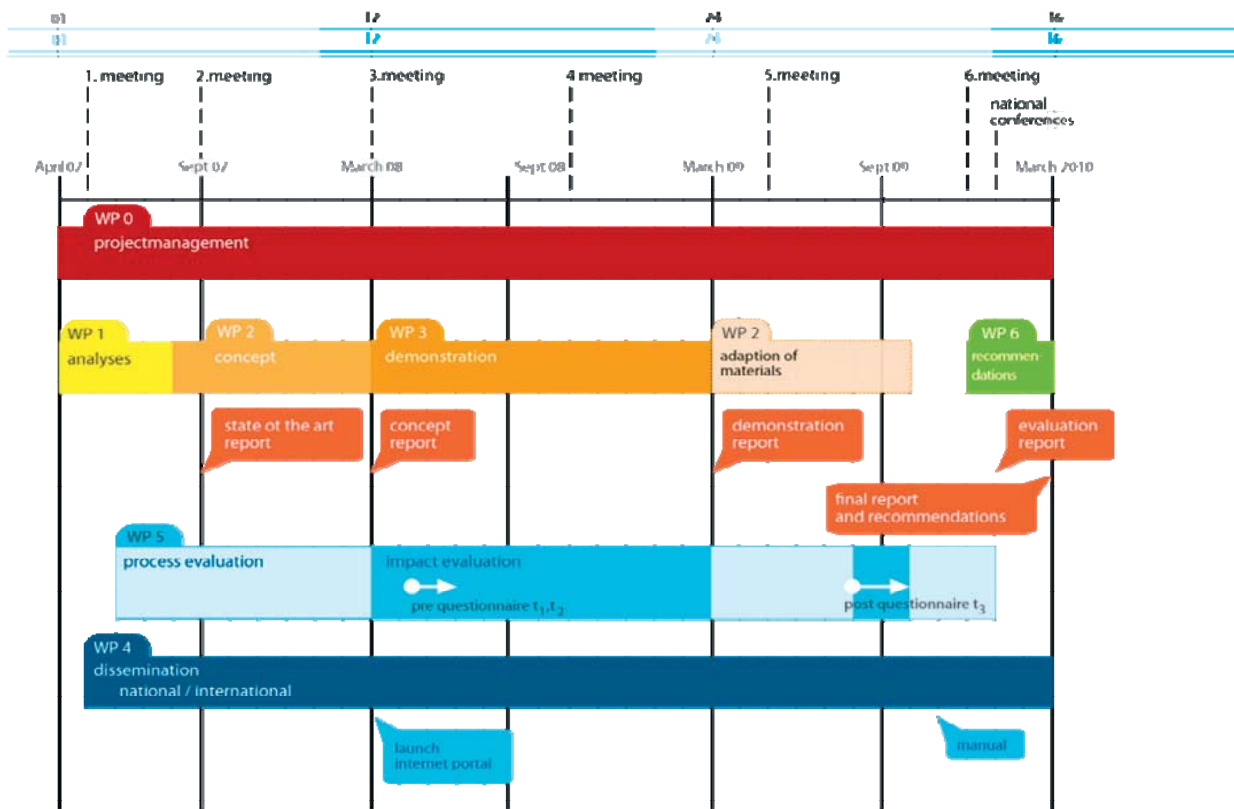 01 12 24 36
01 12 24 36
1. meeting 2.meeting 3.meeting 4 meeting 5.meeting 6.meeting
national
conferences
April 07 Sept 07 March 08 Sept 08 March 09 Sept 09 March 2010
WP 0
projectmanagement
WP 1 WP 2 WP 3 WP 2 WP 6
analyses concept demonstration
adaption of
materials
recommen-
dations
state of the art
report
concept
report
demonstration
report
evaluation
report
final report
and recommendations
WP 5
process evaluation impact evaluation
pre questionnaire t1,t2 post questionnaire t3
WP 4
dissemination
national / international
launch
internet portal
manual